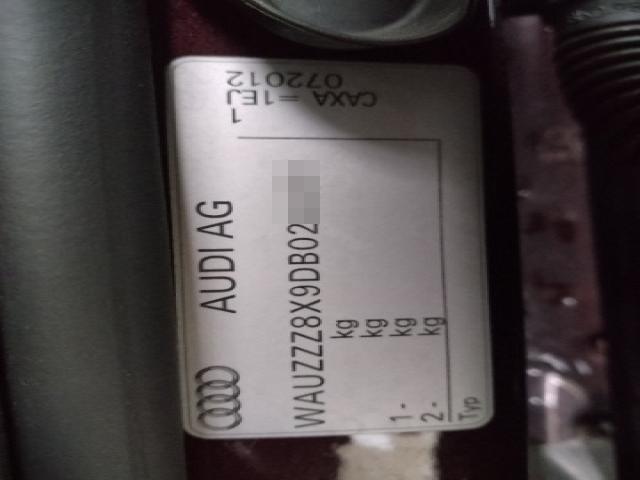 AUDI AG
WAUZZZ8X9DB02
kg
kg
1- kg
2- kg
Typ
CAXA = 1EJ
072012